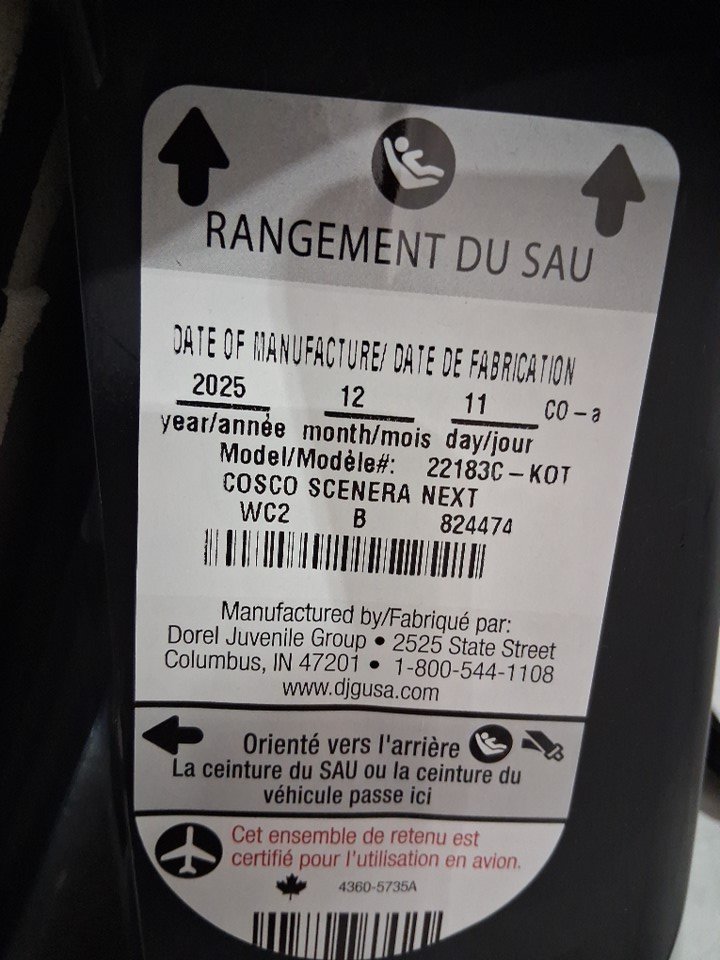 RANGEMENT DU SAU
DATE OF MANUFACTURE/ DATE DE FABRICATION
2025 12 11 CO-a
year/année month/mois day/jour
Model/Modèle#: 22183C-KOT
COSCO SCENERA NEXT
WC2 B 824474
Manufactured by/Fabriqué par:
Dorel Juvenile Group • 2525 State Street
Columbus, IN 47201 • 1-800-544-1108
www.djgusa.com
Orienté vers l'arrière
La ceinture du SAU ou la ceinture du
véhicule passe ici
Cet ensemble de retenu est
certifié pour l'utilisation en avion.
4360-5735A